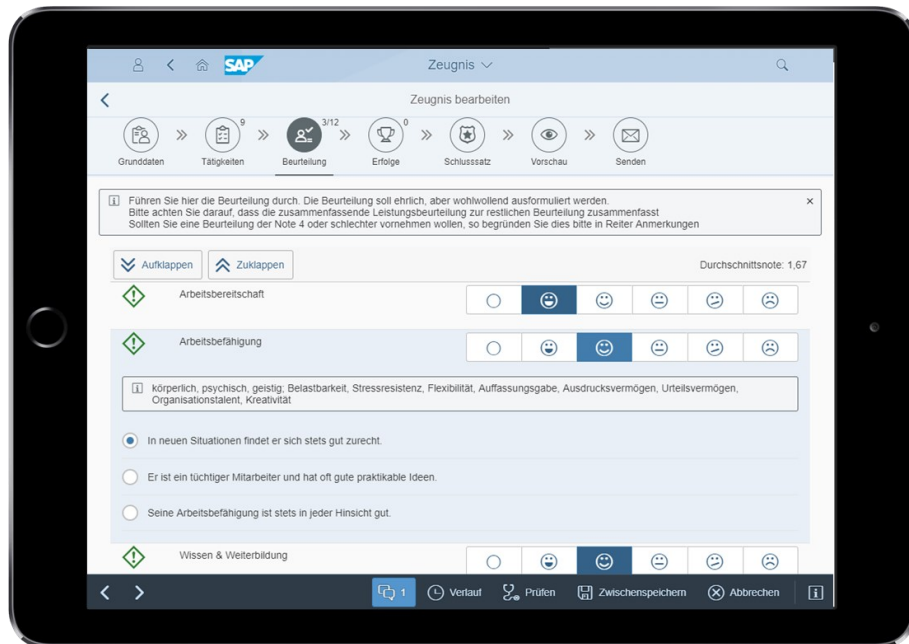 SAP
Zeugnis
Zeugnis bearbeiten
9
3/12
0
Grunddaten
Tätigkeiten
Beurteilung
Erfolge
Schlusssatz
Vorschau
Senden
Führen Sie hier die Beurteilung durch. Die Beurteilung soll ehrlich, aber wohlwollend ausformuliert werden.
Bitte achten Sie darauf, dass die zusammenfassende Leistungsbeurteilung zur restlichen Beurteilung zusammenfasst
Sollten Sie eine Beurteilung der Note 4 oder schlechter vornehmen wollen, so begründen Sie dies bitte in Reiter Anmerkungen
Aufklappen
Zuklappen
Durchschnittsnote: 1,67
Arbeitsbereitschaft
Arbeitsbefähigung
körperlich, psychisch, geistig; Belastbarkeit, Stressresistenz, Flexibilität, Auffassungsgabe, Ausdrucksvermögen, Urteilsvermögen,
Organisationstalent, Kreativität
In neuen Situationen findet er sich stets gut zurecht.
Er ist ein tüchtiger Mitarbeiter und hat oft gute praktikable Ideen.
Seine Arbeitsbefähigung ist stets in jeder Hinsicht gut.
Wissen & Weiterbildung
1
Verlauf
Prüfen
Zwischenspeichern
Abbrechen